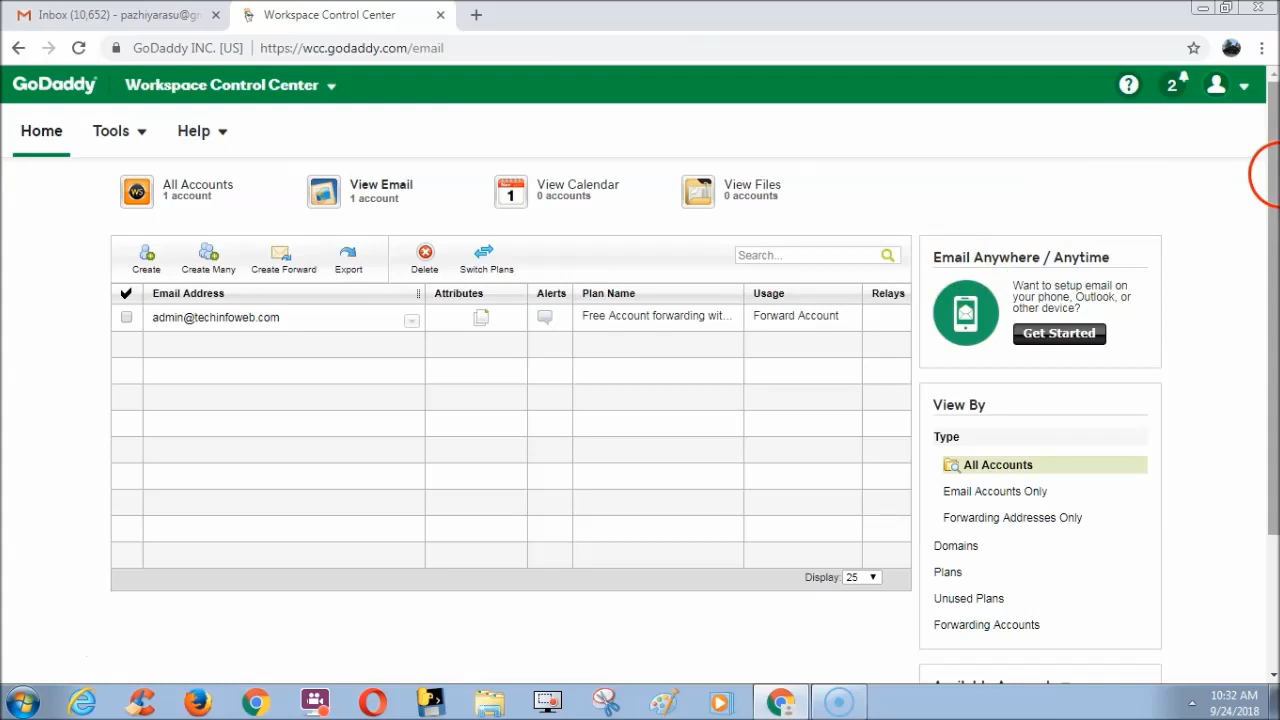 Inbox (10,652) - pazhiyarasu@gm
Workspace Control Center
GoDaddy INC. [US]
https://wcc.godaddy.com/email
GoDaddy
Workspace Control Center
2
Home
Tools
Help
WS
All Accounts
1 account
View Email
1 account
1
View Calendar
0 accounts
View Files
0 accounts
Create
Create Many
Create Forward
Export
Delete
Switch Plans
Search...
Email Address
Attributes
Alerts
Plan Name
Usage
Relays
admin@techinfoweb.com
Free Account forwarding wit...
Forward Account
Display: 25
Email Anywhere / Anytime
Want to setup email on
your phone, Outlook, or
other device?
Get Started
View By
Type
All Accounts
Email Accounts Only
Forwarding Addresses Only
Domains
Plans
Unused Plans
Forwarding Accounts
10:32 AM
9/24/2018